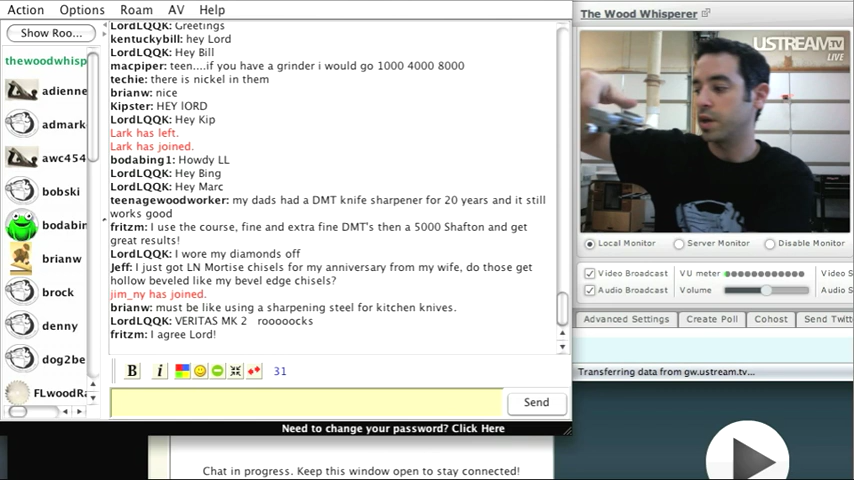 Action Options Roam AV Help
Show Roo...
thewoodwhisp
adienne
admark
awc454
bobski
bodabin
brianw
brock
denny
dog2be
FLwoodRa
LordLQQK: Greetings
kentuckybill: hey Lord
LordLQQK: Hey Bill
macpiper: teen....if you have a grinder i would go 1000 4000 8000
techie: there is nickel in them
brianw: nice
Kipster: HEY lORD
LordLQQK: Hey Kip
Lark has left.
Lark has joined.
bodabing1: Howdy LL
LordLQQK: Hey Bing
LordLQQK: Hey Marc
teenagewoodworker: my dads had a DMT knife sharpener for 20 years and it still
works good
fritzm: I use the course, fine and extra fine DMT's then a 5000 Shafton and get
great results!
LordLQQK: I wore my diamonds off
Jeff: I just got LN Mortise chisels for my anniversary from my wife, do those get
hollow beveled like my bevel edge chisels?
jim_ny has joined.
brianw: must be like using a sharpening steel for kitchen knives.
LordLQQK: VERITAS MK 2 rooooocks
fritzm: I agree Lord!
B i 31
Send
Need to change your password? Click Here
Chat in progress. Keep this window open to stay connected!
The Wood Whisperer
USTREAM TV
LIVE
Local Monitor Server Monitor Disable Monitor
Video Broadcast VU meter Video S
Audio Broadcast Volume Audio S
Advanced Settings Create Poll Cohost Send Twitt
Transferring data from gw.ustream.tv...